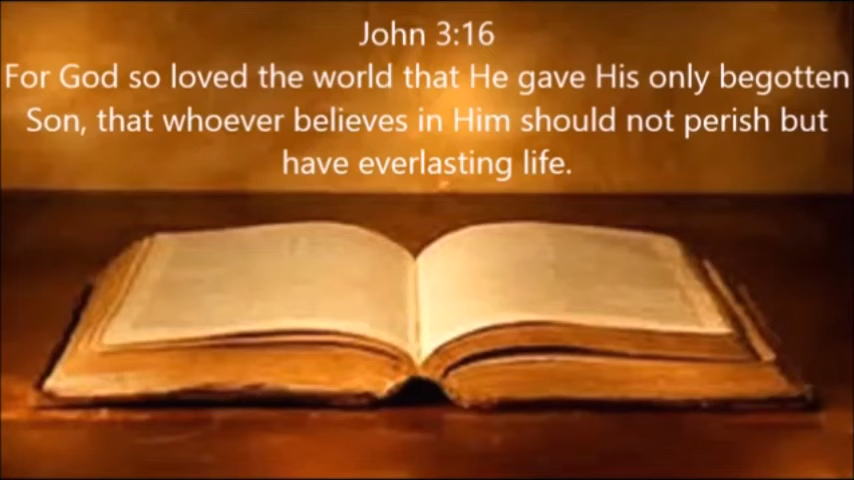 John 3:16
For God so loved the world that He gave His only begotten
Son, that whoever believes in Him should not perish but
have everlasting life.